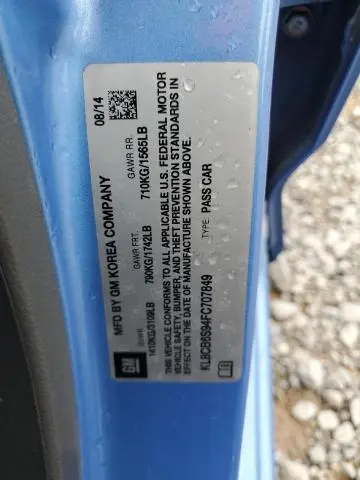 MFD BY GM KOREA COMPANY
08/14
GVWR
GAWR FRT.
GAWR RR.
1410KG/3109LB
790KG/1742LB
710KG/1565LB
THIS VEHICLE CONFORMS TO ALL APPLICABLE U.S. FEDERAL MOTOR
VEHICLE SAFETY, BUMPER, AND THEFT PREVENTION STANDARDS IN
EFFECT ON THE DATE OF MANUFACTURE SHOWN ABOVE.
KL8CB6S94FC707849
TYPE: PASS CAR
GM